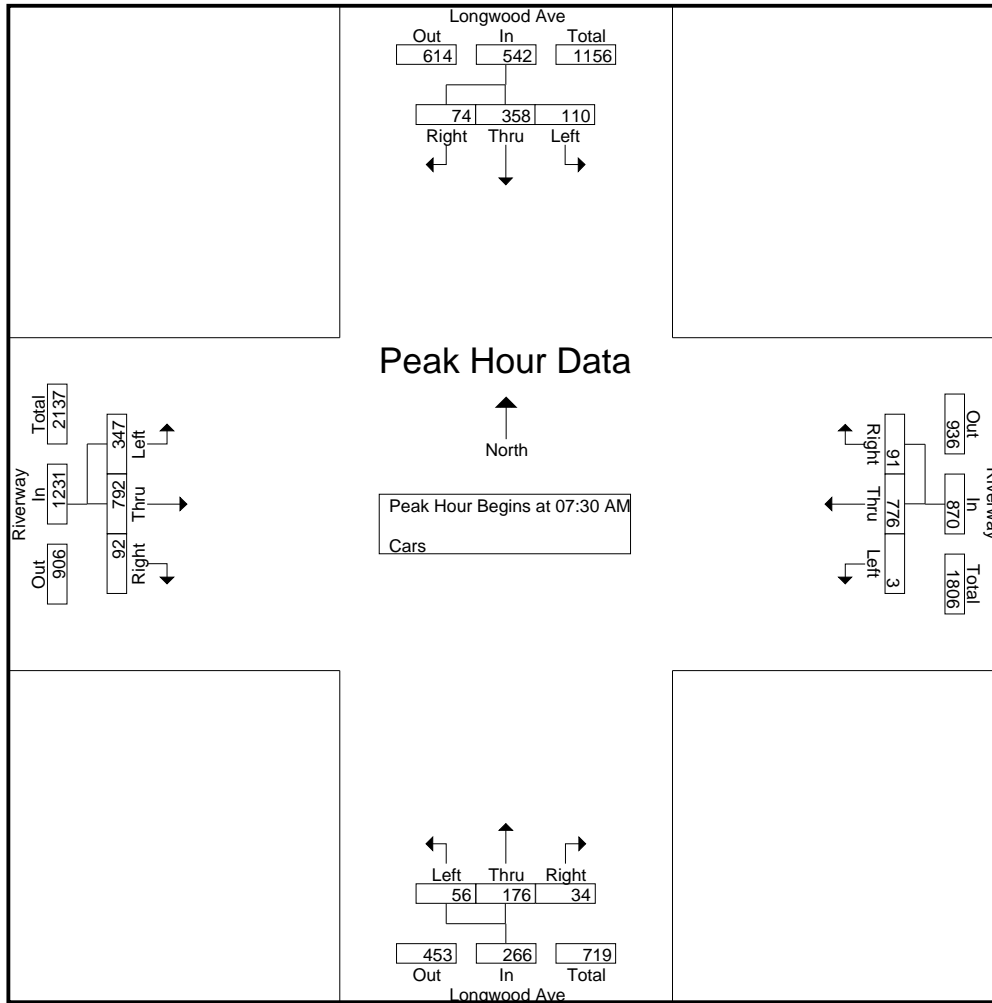 Longwood Ave
Out In Total
614 542 1156
74 358 110
Right Thru Left
Peak Hour Data
North
Peak Hour Begins at 07:30 AM
Cars
Riverway
Total In Out
2137 1231 906
347 792 92
Left Thru Right
Riverway
Out In Total
936 870 1806
91 776 3
Right Thru Left
Left Thru Right
56 176 34
453 266 719
Out In Total
Longwood Ave